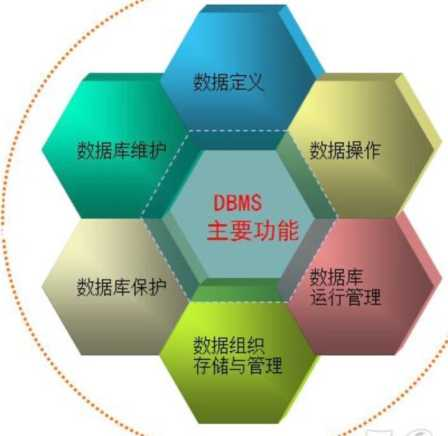 数据定义
数据库维护
数据操作
DBMS
主要功能
数据库保护
数据库
运行管理
数据组织
存储与管理